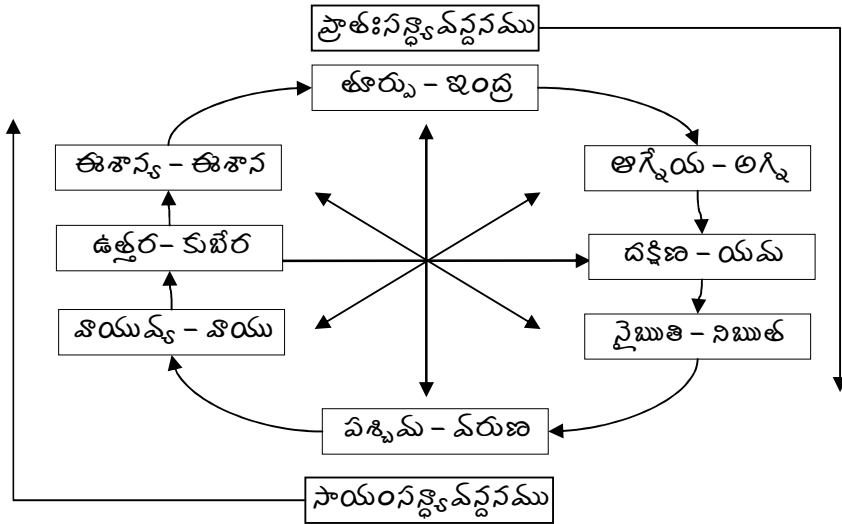 ప్రాతఃసన్ధ్యావన్దనము
తూర్పు – ఇంద్ర
ఈశాన్య – ఈశాన
ఆగ్నేయ – అగ్ని
ఉత్తర– కుబేర
దక్షిణ – యమ
వాయువ్య – వాయు
నైఋతి – నిఋత
పశ్చిమ – వరుణ
సాయంసన్ధ్యావన్దనము